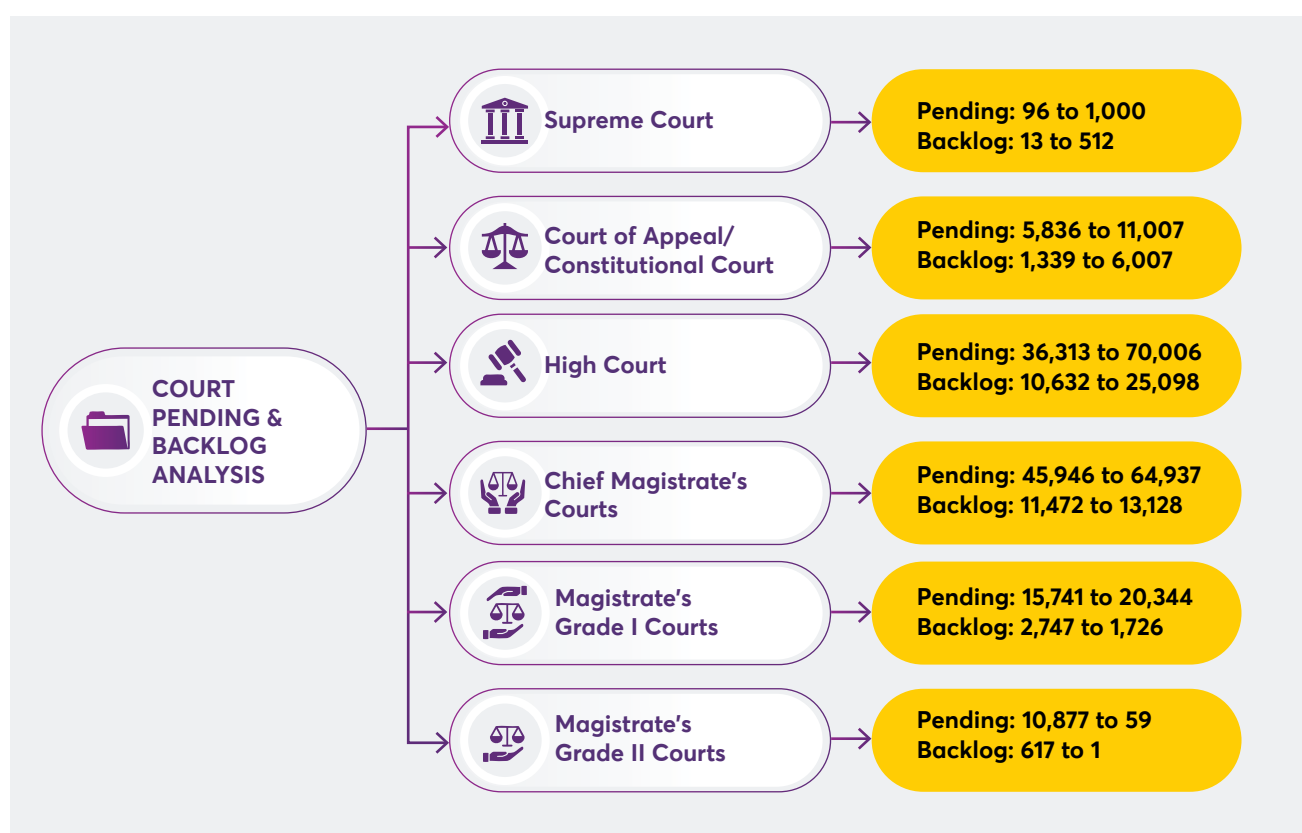 COURT
PENDING &
BACKLOG
ANALYSIS
Supreme Court
Pending: 96 to 1,000
Backlog: 13 to 512
Court of Appeal/
Constitutional Court
Pending: 5,836 to 11,007
Backlog: 1,339 to 6,007
High Court
Pending: 36,313 to 70,006
Backlog: 10,632 to 25,098
Chief Magistrate's
Courts
Pending: 45,946 to 64,937
Backlog: 11,472 to 13,128
Magistrate's
Grade I Courts
Pending: 15,741 to 20,344
Backlog: 2,747 to 1,726
Magistrate's
Grade II Courts
Pending: 10,877 to 59
Backlog: 617 to 1